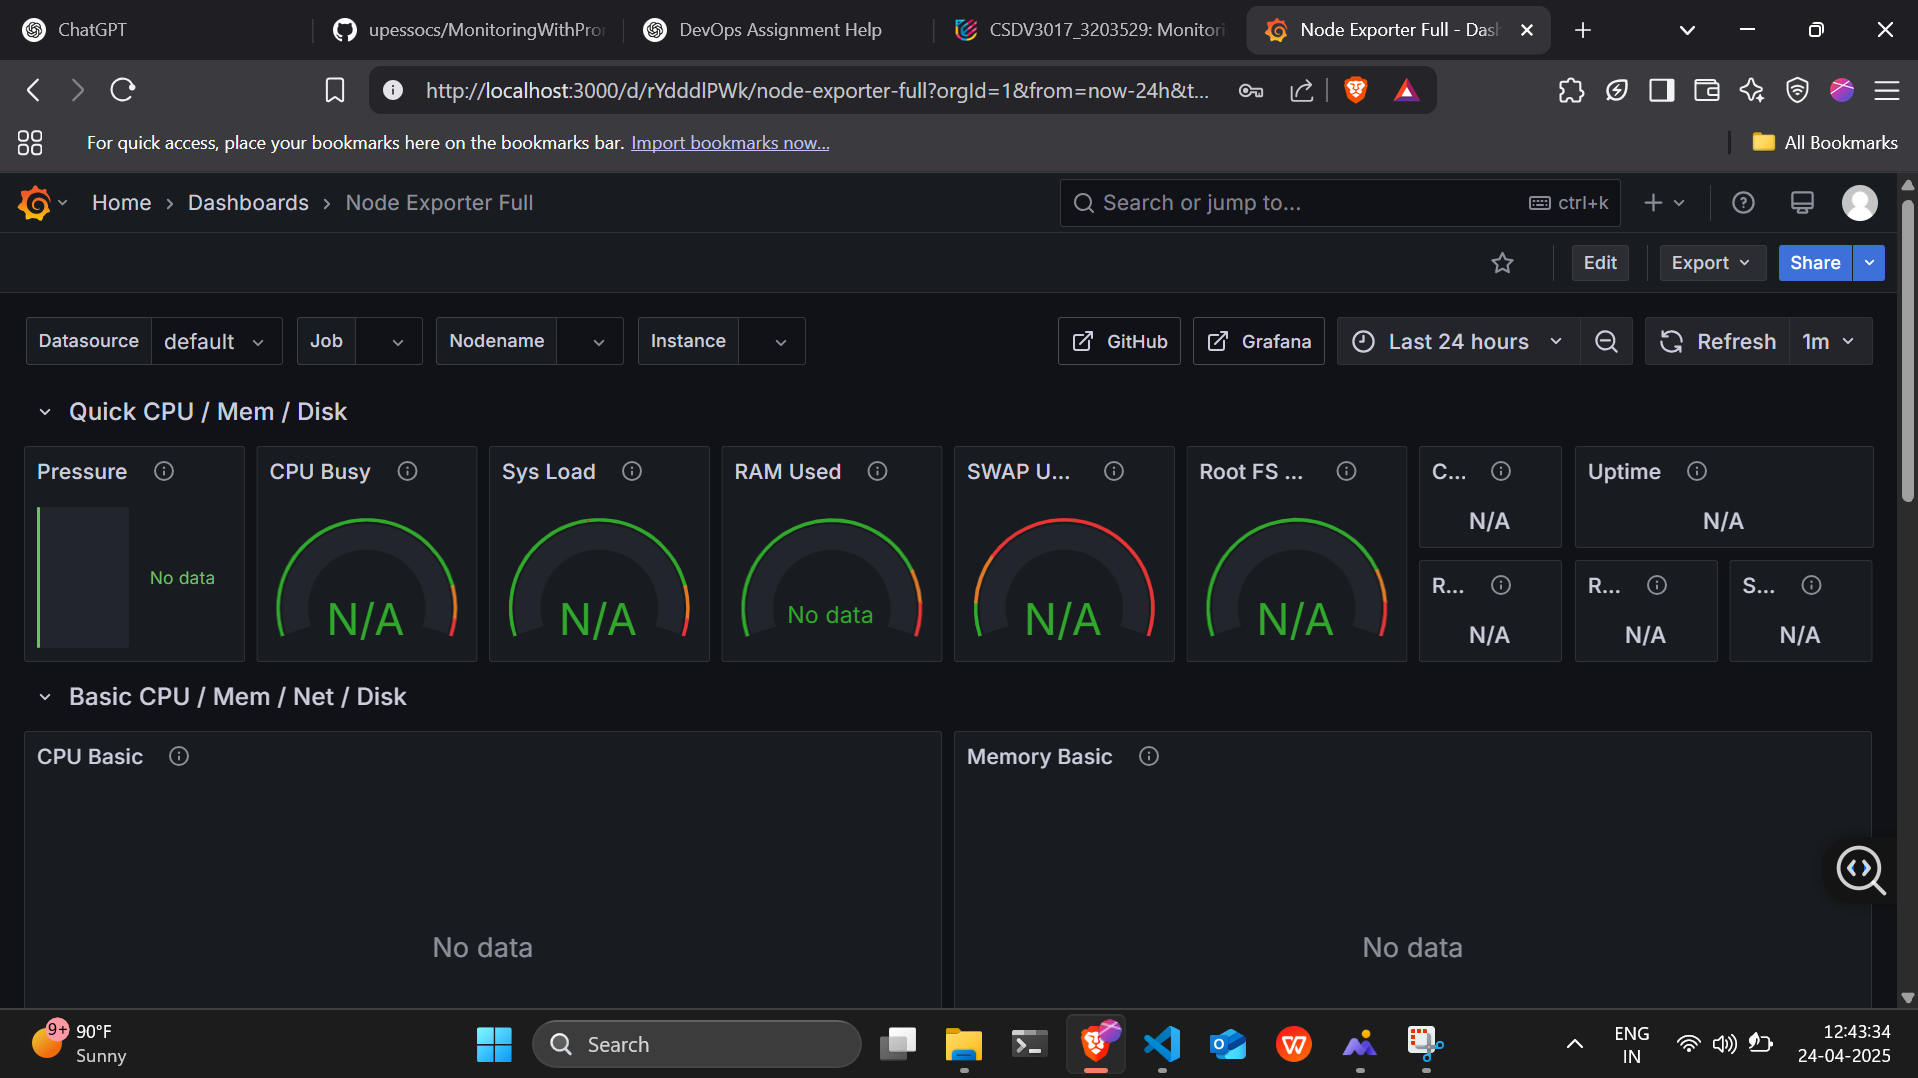 ChatGPT
upessocs/MonitoringWithPro
DevOps Assignment Help
CSDV3017_3203529: Monitori
Node Exporter Full - Dash
http://localhost:3000/d/rYdddlPWk/node-exporter-full?orgId=1&from=now-24h&t...
For quick access, place your bookmarks here on the bookmarks bar. Import bookmarks now...
All Bookmarks
Home › Dashboards › Node Exporter Full
Search or jump to...
ctrl+k
Edit
Export
Share
Datasource
default
Job
Nodename
Instance
GitHub
Grafana
Last 24 hours
Refresh
1m
Quick CPU / Mem / Disk
Pressure
No data
CPU Busy
N/A
Sys Load
N/A
RAM Used
No data
SWAP U...
N/A
Root FS ...
N/A
C...
N/A
Uptime
N/A
R...
N/A
R...
N/A
S...
N/A
Basic CPU / Mem / Net / Disk
CPU Basic
No data
Memory Basic
No data
9+
90°F
Sunny
Search
ENG
IN
12:43:34
24-04-2025